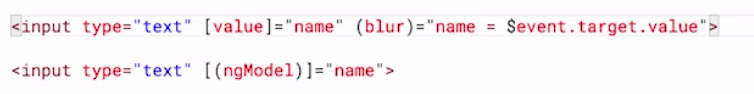 <input type="text" [value]="name" (blur)="name = $event.target.value">
<input type="text" [(ngModel)]="name">